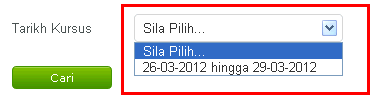 Tarikh Kursus
Sila Pilih...
Sila Pilih...
26-03-2012 hingga 29-03-2012
Cari